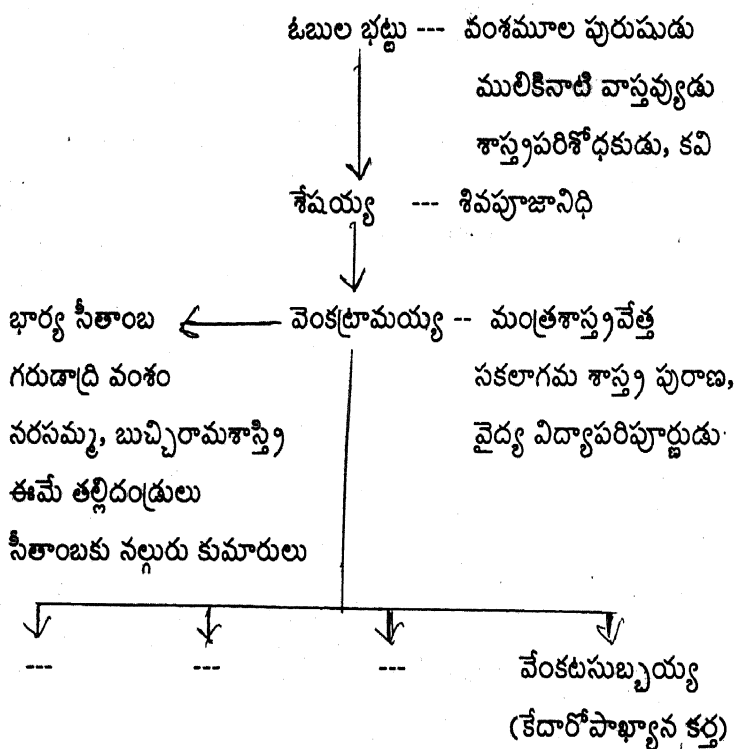 ఓబుల భట్టు --- వంశమూల పురుషుడు
ములికినాటి వాస్తవ్యుడు
శాస్త్రపరిశోధకుడు, కవి
శేషయ్య --- శివపూజానిధి
భార్య సీతాంబ
వెంకట్రామయ్య -- మంత్రశాస్త్రవేత్త
గరుడాద్రి వంశం
సకలాగమ శాస్త్ర పురాణ,
నరసమ్మ, బుచ్చిరామశాస్త్రి
వైద్య విద్యాపరిపూర్ణుడు
ఈమే తల్లిదండ్రులు
సీతాంబకు నల్గురు కుమారులు
--- --- --- వేంకటసుబ్బయ్య
(కేదారోపాఖ్యాన కర్త)